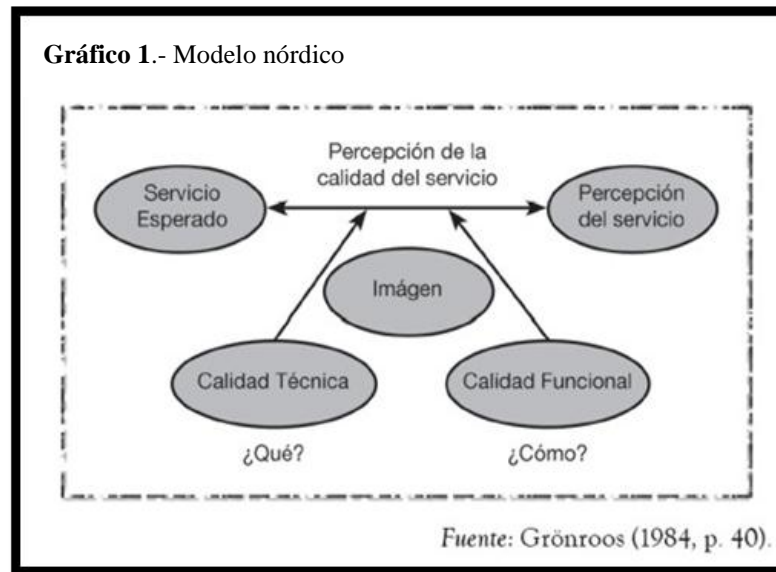 Gráfico 1.- Modelo nórdico
Percepción de la
calidad del servicio
Servicio
Esperado
Percepción
del servicio
Imágen
Calidad Técnica
Calidad Funcional
¿Qué?
¿Cómo?
Fuente: Grönroos (1984, p. 40).